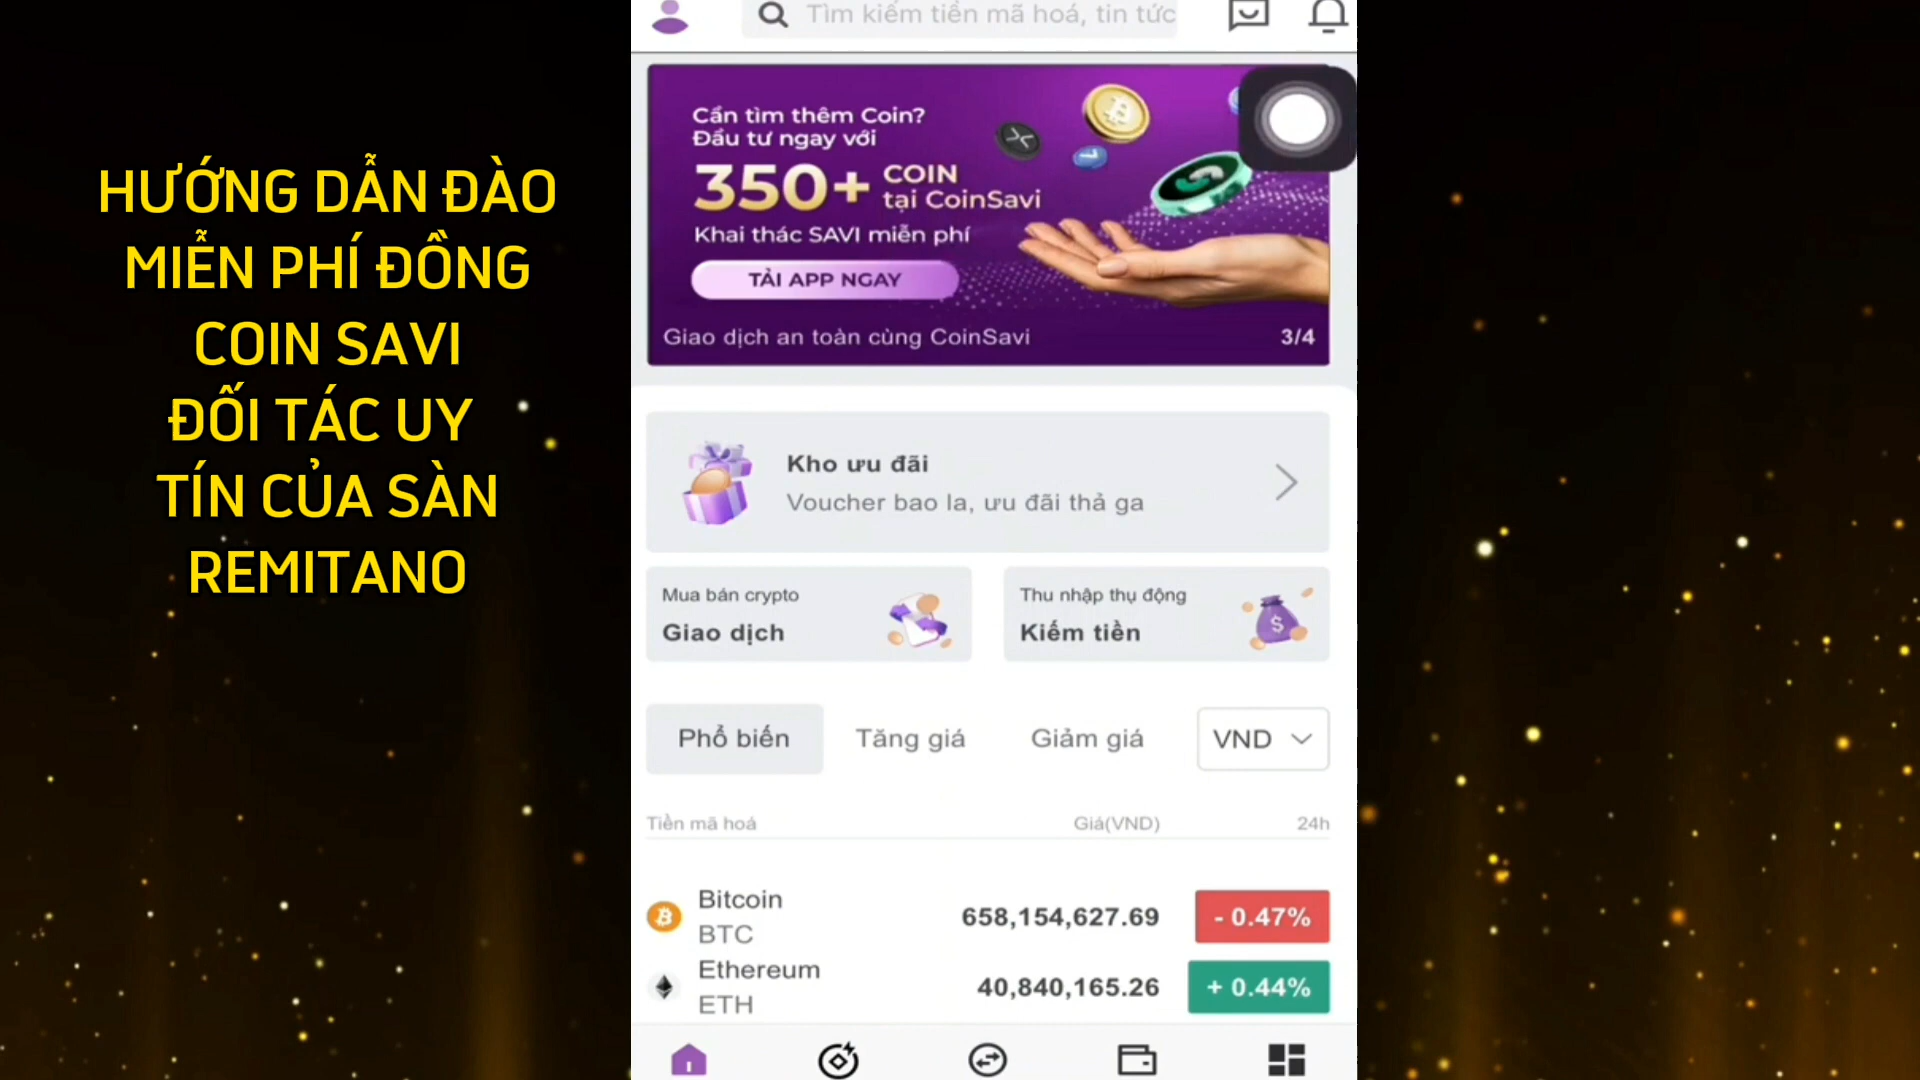 HƯỚNG DẪN ĐÀO
MIỄN PHÍ ĐỒNG
COIN SAVI
ĐỐI TÁC UY
TÍN CỦA SÀN
REMITANO
Tìm kiếm tiền mã hoá, tin tức
Cần tìm thêm Coin?
Đầu tư ngay với
350+ COIN
tại CoinSavi
Khai thác SAVI miễn phí
TẢI APP NGAY
Giao dịch an toàn cùng CoinSavi 3/4
Kho ưu đãi
Voucher bao la, ưu đãi thả ga
Mua bán crypto
Giao dịch
Thu nhập thụ động
Kiếm tiền
Phổ biến Tăng giá Giảm giá VND
Tiền mã hoá Giá(VND) 24h
Bitcoin
BTC
658,154,627.69 - 0.47%
Ethereum
ETH
40,840,165.26 + 0.44%